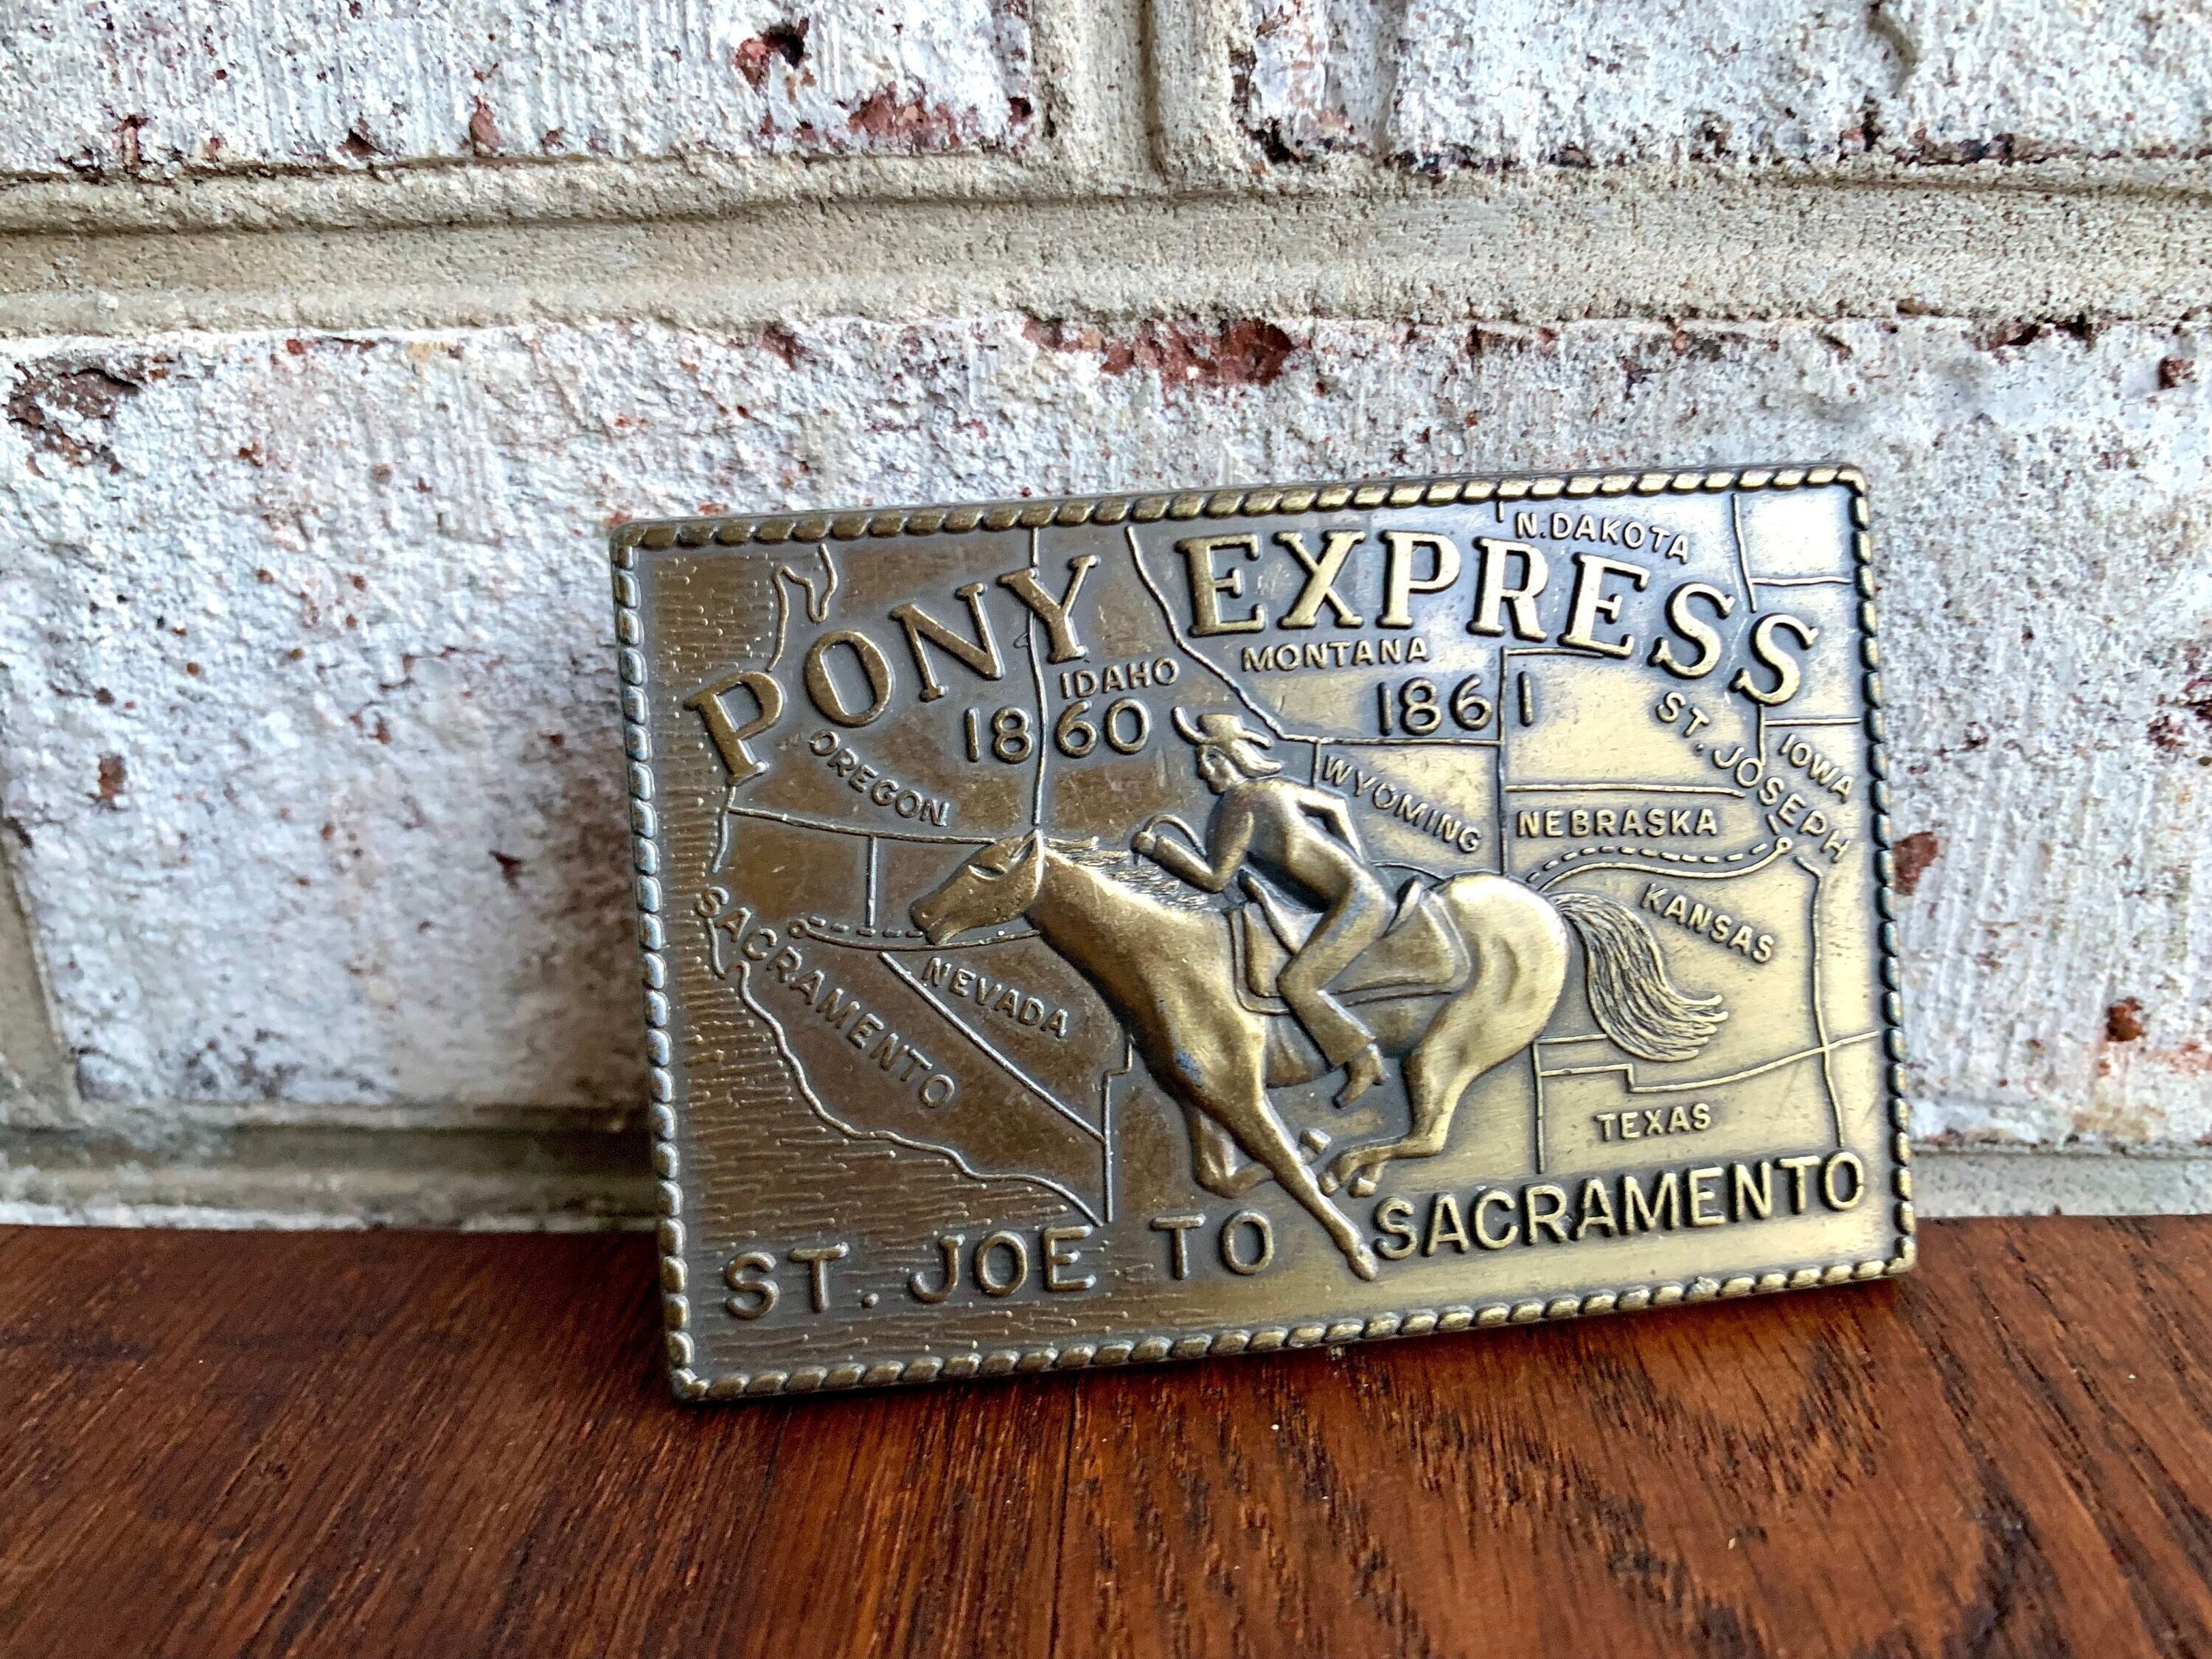 PONY EXPRESS
N. DAKOTA
IDAHO
MONTANA
1860
1861
OREGON
WYOMING
NEBRASKA
ST. JOSEPH
IOWA
KANSAS
SACRAMENTO
NEVADA
TEXAS
ST. JOE TO SACRAMENTO